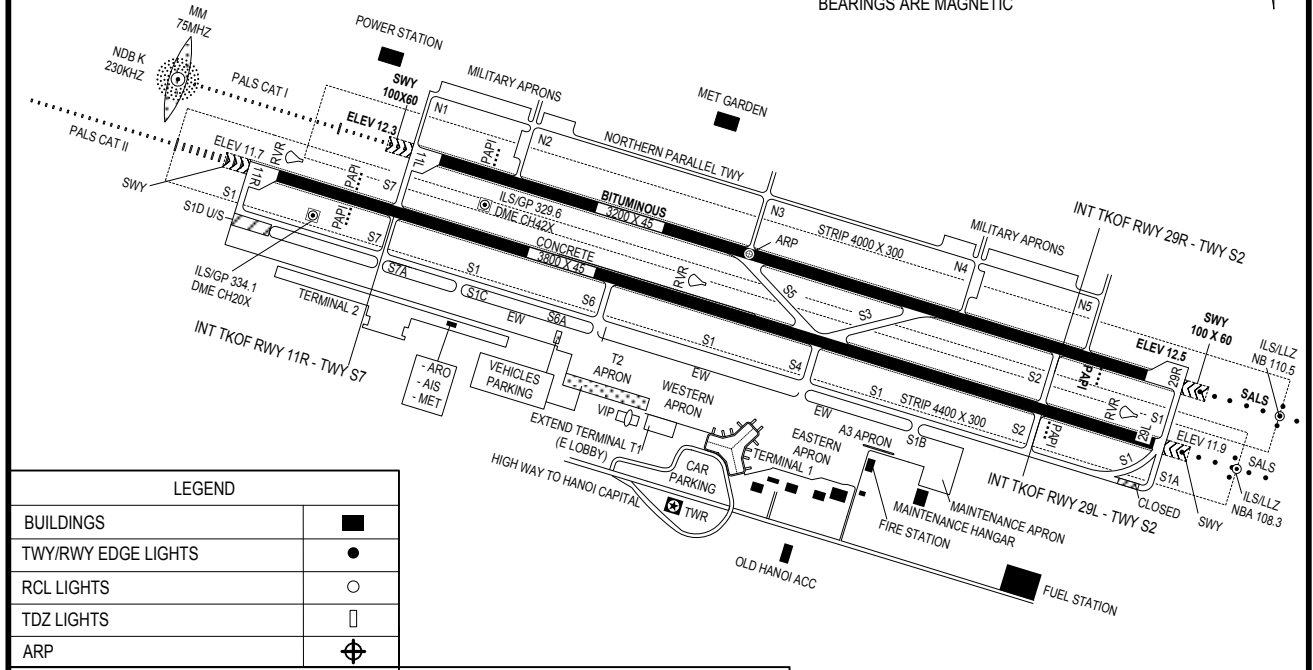 BEARINGS ARE MAGNETIC
MM
75MHZ
NDB K
230KHZ
POWER STATION
PALS CAT I
SWY
100X60
MILITARY APRONS
MET GARDEN
PALS CAT II
ELEV 12.3
ELEV 11.7
RVR
N1
N2
NORTHERN PARALLEL TWY
PAPI
11L
11R
SWY
S1
S1D U/S
PAPI
PAPI
S7
S7
ILS/GP 329.6
DME CH42X
BITUMINOUS
3200 X 45
CONCRETE
3800 X 45
N3
STRIP 4000 X 300
ARP
MILITARY APRONS
N4
N5
INT TKOF RWY 29R - TWY S2
ILS/GP 334.1
DME CH20X
TERMINAL 2
S7A
S1
S1C
S6
EW
S6A
RVR
S5
S3
S1
S4
EW
INT TKOF RWY 11R - TWY S7
- ARO
- AIS
- MET
VEHICLES
PARKING
T2
APRON
WESTERN
APRON
VIP
EXTEND TERMINAL T1
(E LOBBY)
HIGH WAY TO HANOI CAPITAL
CAR
PARKING
TWR
TERMINAL 1
EASTERN
APRON
A3 APRON
EW
S1B
S1
STRIP 4400 X 300
S2
S2
PAPI
PAPI
RVR
ELEV 12.5
SWY
100 X 60
29R
29L
S1
S1
S1A
ELEV 11.9
SALS
SALS
ILS/LLZ
NB 110.5
ILS/LLZ
NBA 108.3
CLOSED
SWY
INT TKOF RWY 29L - TWY S2
MAINTENANCE APRON
MAINTENANCE HANGAR
FIRE STATION
OLD HANOI ACC
FUEL STATION
LEGEND
BUILDINGS
TWY/RWY EDGE LIGHTS
RCL LIGHTS
TDZ LIGHTS
ARP